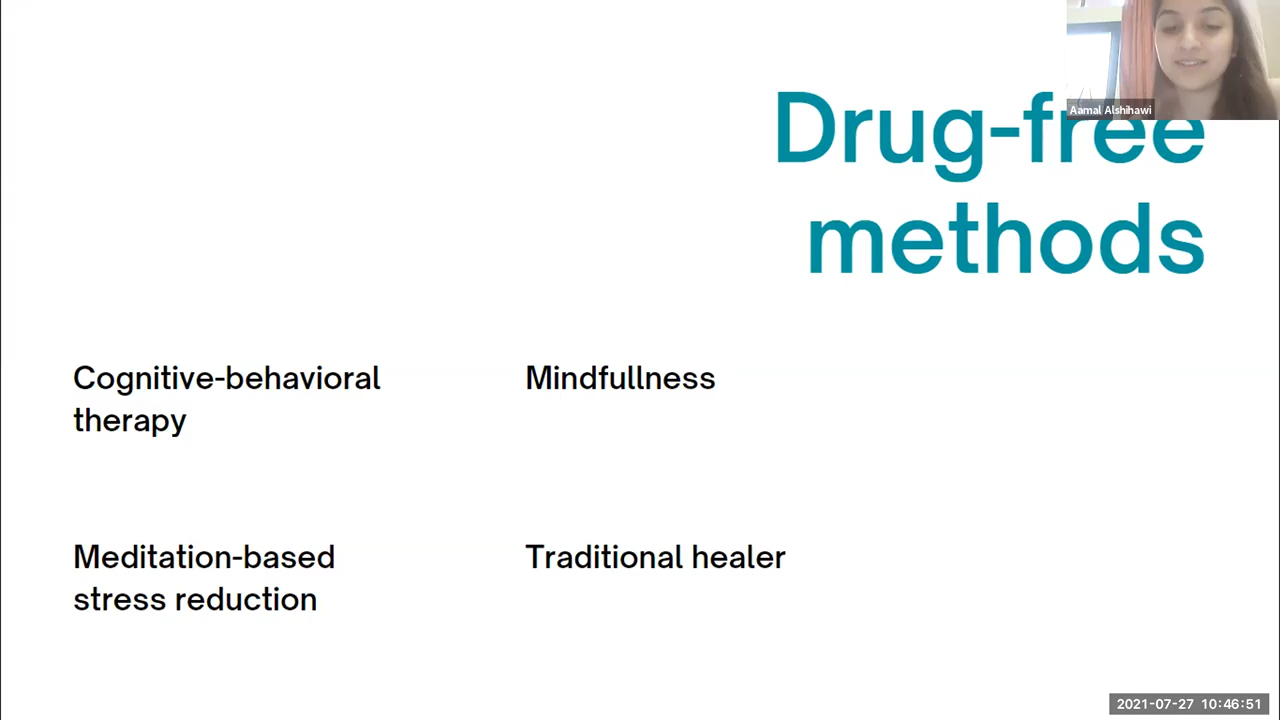 Aamal Alshihawi
Drug-free
methods
Cognitive-behavioral
therapy
Mindfullness
Meditation-based
stress reduction
Traditional healer
2021-07-27 10:46:51